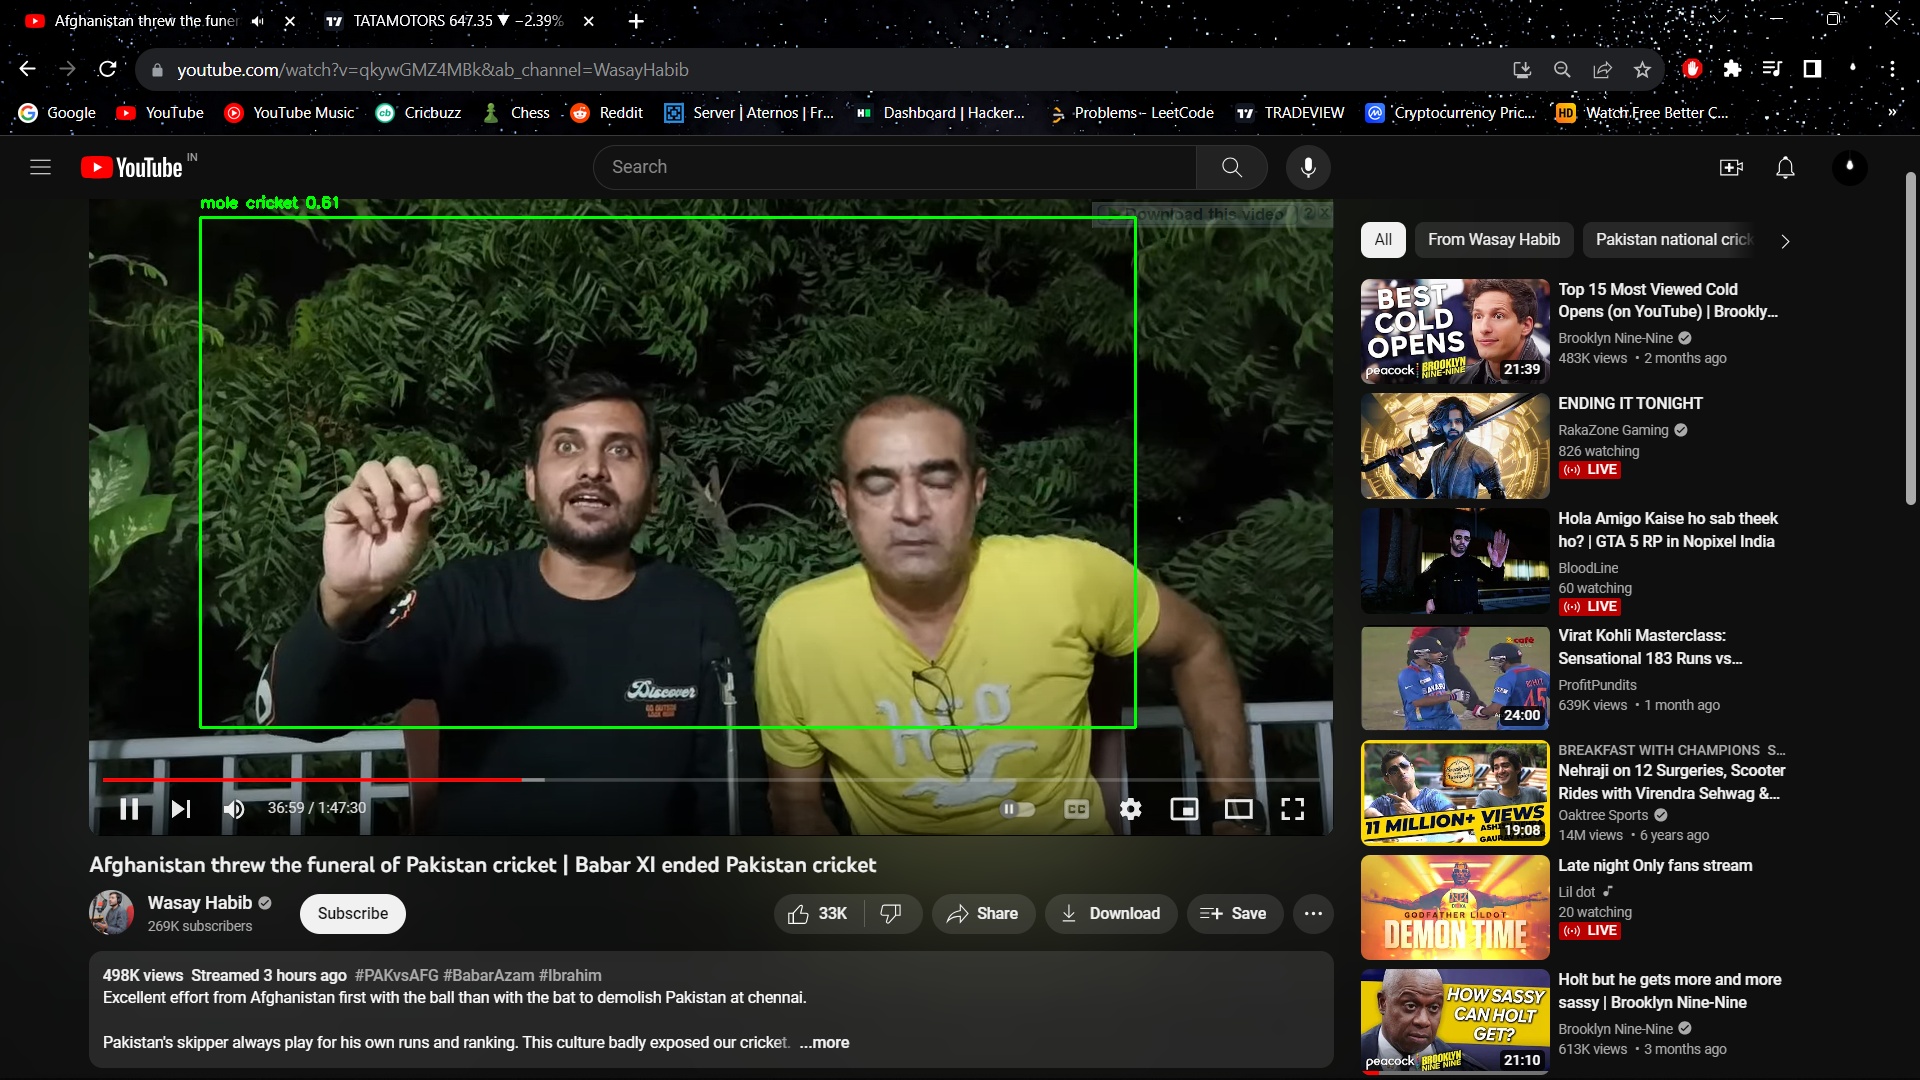 Afghanistan threw the funer
TATAMOTORS 647.35 ▼ −2.39%
youtube.com/watch?v=qkywGMZ4MBk&ab_channel=WasayHabib
Google
YouTube
YouTube Music
Cricbuzz
Chess
Reddit
Server | Aternos | Fr...
Dashboard | Hacker...
Problems - LeetCode
TRADEVIEW
Cryptocurrency Pric...
Watch Free Better C...
»
YouTube IN
Search
mole cricket 0.61
Download this video
Discover
GO OUTSIDE
36:59 / 1:47:30
CC
Afghanistan threw the funeral of Pakistan cricket | Babar XI ended Pakistan cricket
Wasay Habib
269K subscribers
Subscribe
33K
Share
Download
Save
498K views Streamed 3 hours ago #PAKvsAFG #BabarAzam #Ibrahim
Excellent effort from Afghanistan first with the ball than with the bat to demolish Pakistan at chennai.
Pakistan's skipper always play for his own runs and ranking. This culture badly exposed our cricket. ...more
All
From Wasay Habib
Pakistan national crick
BEST
COLD
OPENS
peacock BROOKLYN
NINE-NINE
21:39
Top 15 Most Viewed Cold
Opens (on YouTube) | Brookly...
Brooklyn Nine-Nine
483K views • 2 months ago
ENDING IT TONIGHT
RakaZone Gaming
826 watching
LIVE
Hola Amigo Kaise ho sab theek
ho? | GTA 5 RP in Nopixel India
BloodLine
60 watching
LIVE
24:00
Virat Kohli Masterclass:
Sensational 183 Runs vs...
ProfitPundits
639K views • 1 month ago
11 MILLION+ VIEWS
19:08
BREAKFAST WITH CHAMPIONS S...
Nehraji on 12 Surgeries, Scooter
Rides with Virendra Sehwag &...
Oaktree Sports
14M views • 6 years ago
GODFATHER LILDOT
DEMON TIME
Late night Only fans stream
Lil dot
20 watching
LIVE
HOW SASSY
CAN HOLT
GET?
peacock BROOKLYN
NINE NINE
21:10
Holt but he gets more and more
sassy | Brooklyn Nine-Nine
Brooklyn Nine-Nine
613K views • 3 months ago